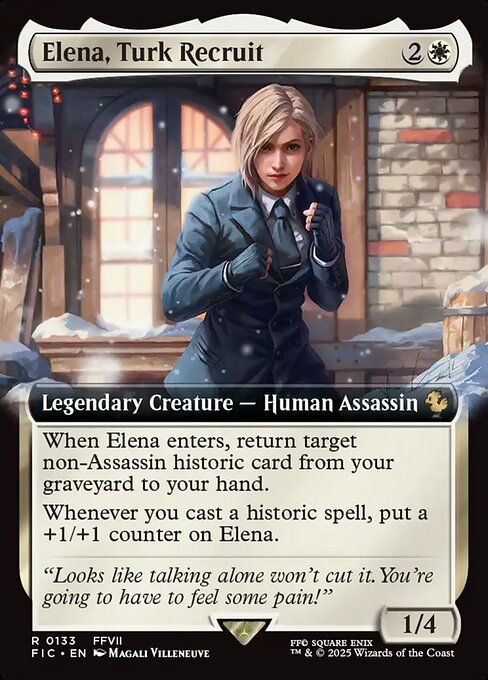 Elena, Turk Recruit 2
Legendary Creature — Human Assassin
When Elena enters, return target
non-Assassin historic card from your
graveyard to your hand.
Whenever you cast a historic spell, put a
+1/+1 counter on Elena.
“Looks like talking alone won’t cut it. You’re
going to have to feel some pain!”
1/4
R 0133 FFVII
FIC • EN Magali Villeneuve
FF© SQUARE ENIX
™ & © 2025 Wizards of the Coast